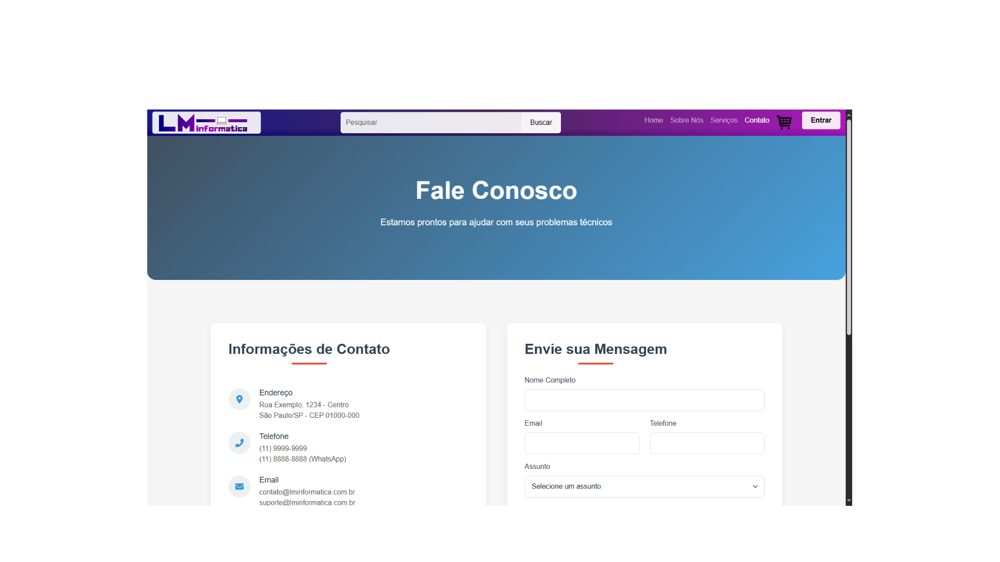 LM informatica
Pesquisar
Buscar
Home Sobre Nós Serviços Contato
Entrar
Fale Conosco
Estamos prontos para ajudar com seus problemas técnicos
Informações de Contato
Endereço
Rua Exemplo, 1234 - Centro
São Paulo/SP - CEP 01000-000
Telefone
(11) 9999-9999
(11) 8888-8888 (WhatsApp)
Email
contato@lminformatica.com.br
suporte@lminformatica.com.br
Envie sua Mensagem
Nome Completo
Email
Telefone
Assunto
Selecione um assunto